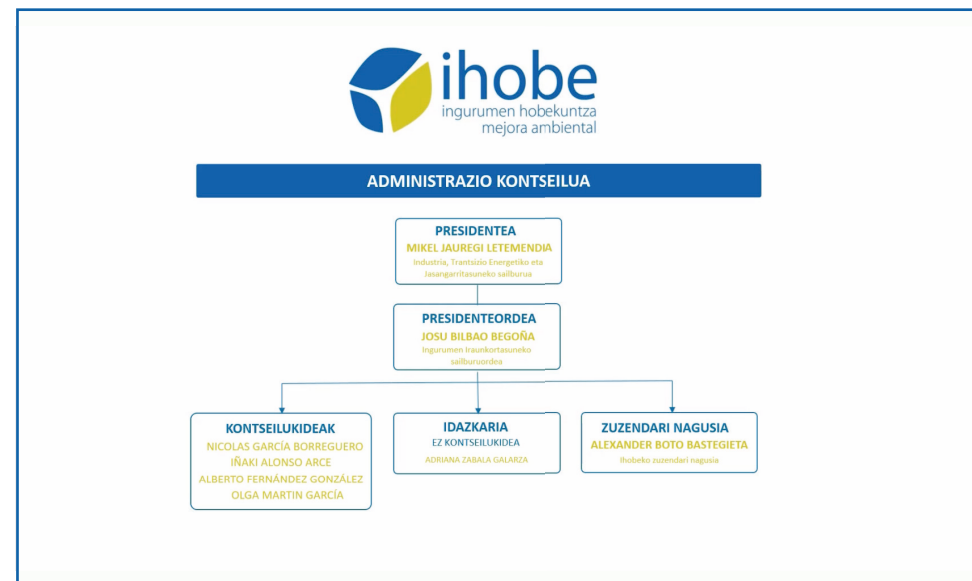 ihobe
ingurumen hobekuntza
mejora ambiental
ADMINISTRAZIO KONTSEILUA
PRESIDENTEA
MIKEL JAUREGI LETEMENDIA
Industria, Trantsizio Energetiko eta
Jasangarritasuneko sailburua
PRESIDENTEORDEA
JOSU BILBAO BEGOÑA
Ingurumen Iraunkortasuneko
sailburuordea
KONTSEILUKIDEAK
NICOLAS GARCÍA BORREGUERO
IÑAKI ALONSO ARCE
ALBERTO FERNÁNDEZ GONZÁLEZ
OLGA MARTIN GARCÍA
IDAZKARIA
EZ KONTSEILUKIDEA
ADRIANA ZABALA GALARZA
ZUZENDARI NAGUSIA
ALEXANDER BOTO BASTEGIETA
Ihobeko zuzendari nagusia